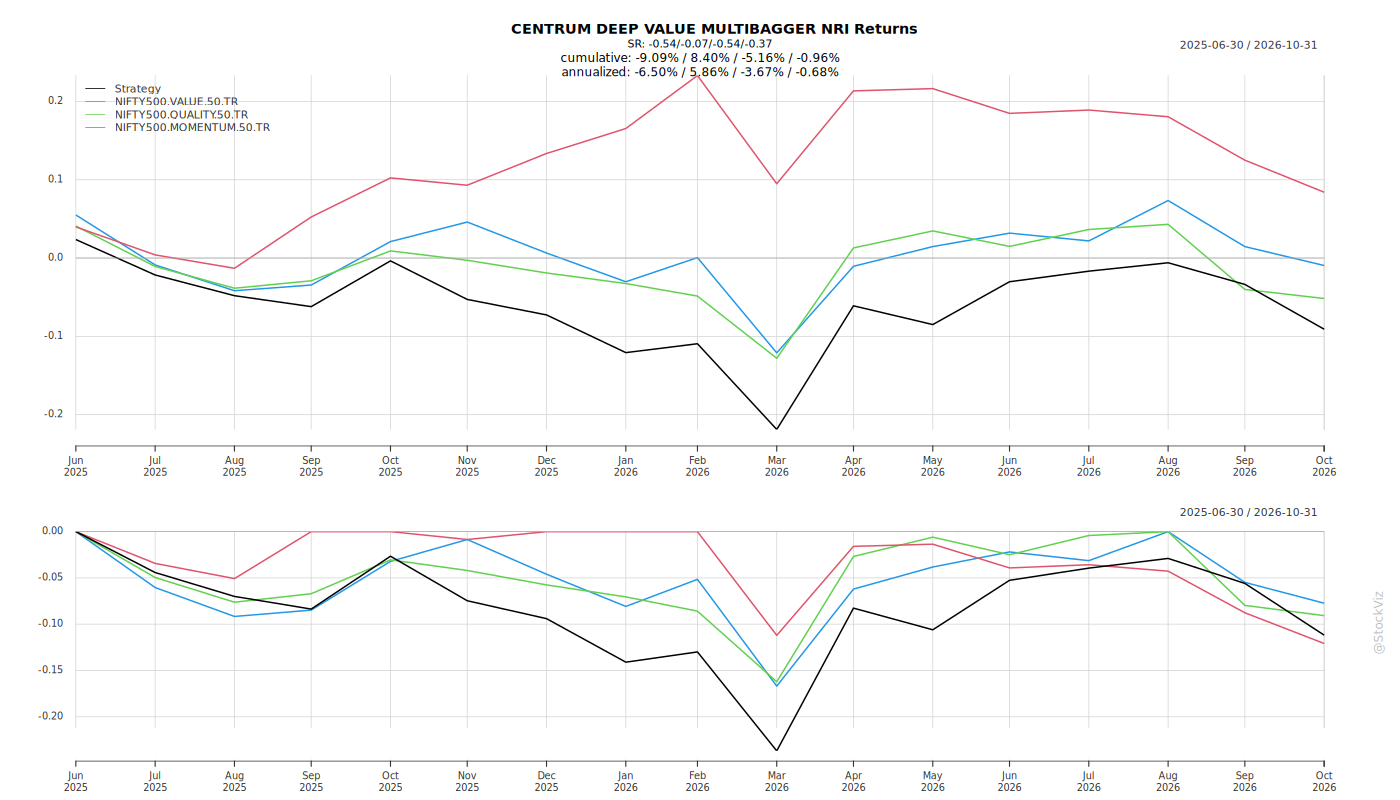 CENTRUM DEEP VALUE MULTIBAGGER NRI Returns
SR: -0.54/-0.07/-0.54/-0.37
2025-06-30 / 2026-10-31
cumulative: -9.09% / 8.40% / -5.16% / -0.96%
annualized: -6.50% / 5.86% / -3.67% / -0.68%
Strategy
NIFTY500.VALUE.50.TR
NIFTY500.QUALITY.50.TR
NIFTY500.MOMENTUM.50.TR
0.2
0.1
0.0
-0.1
-0.2
Jun Jul Aug Sep Oct Nov Dec Jan Feb Mar Apr May Jun Jul Aug Sep Oct
2025 2025 2025 2025 2025 2025 2025 2026 2026 2026 2026 2026 2026 2026 2026 2026 2026
2025-06-30 / 2026-10-31
0.00
-0.05
-0.10
-0.15
-0.20
Jun Jul Aug Sep Oct Nov Dec Jan Feb Mar Apr May Jun Jul Aug Sep Oct
2025 2025 2025 2025 2025 2025 2025 2026 2026 2026 2026 2026 2026 2026 2026 2026 2026
@StockViz